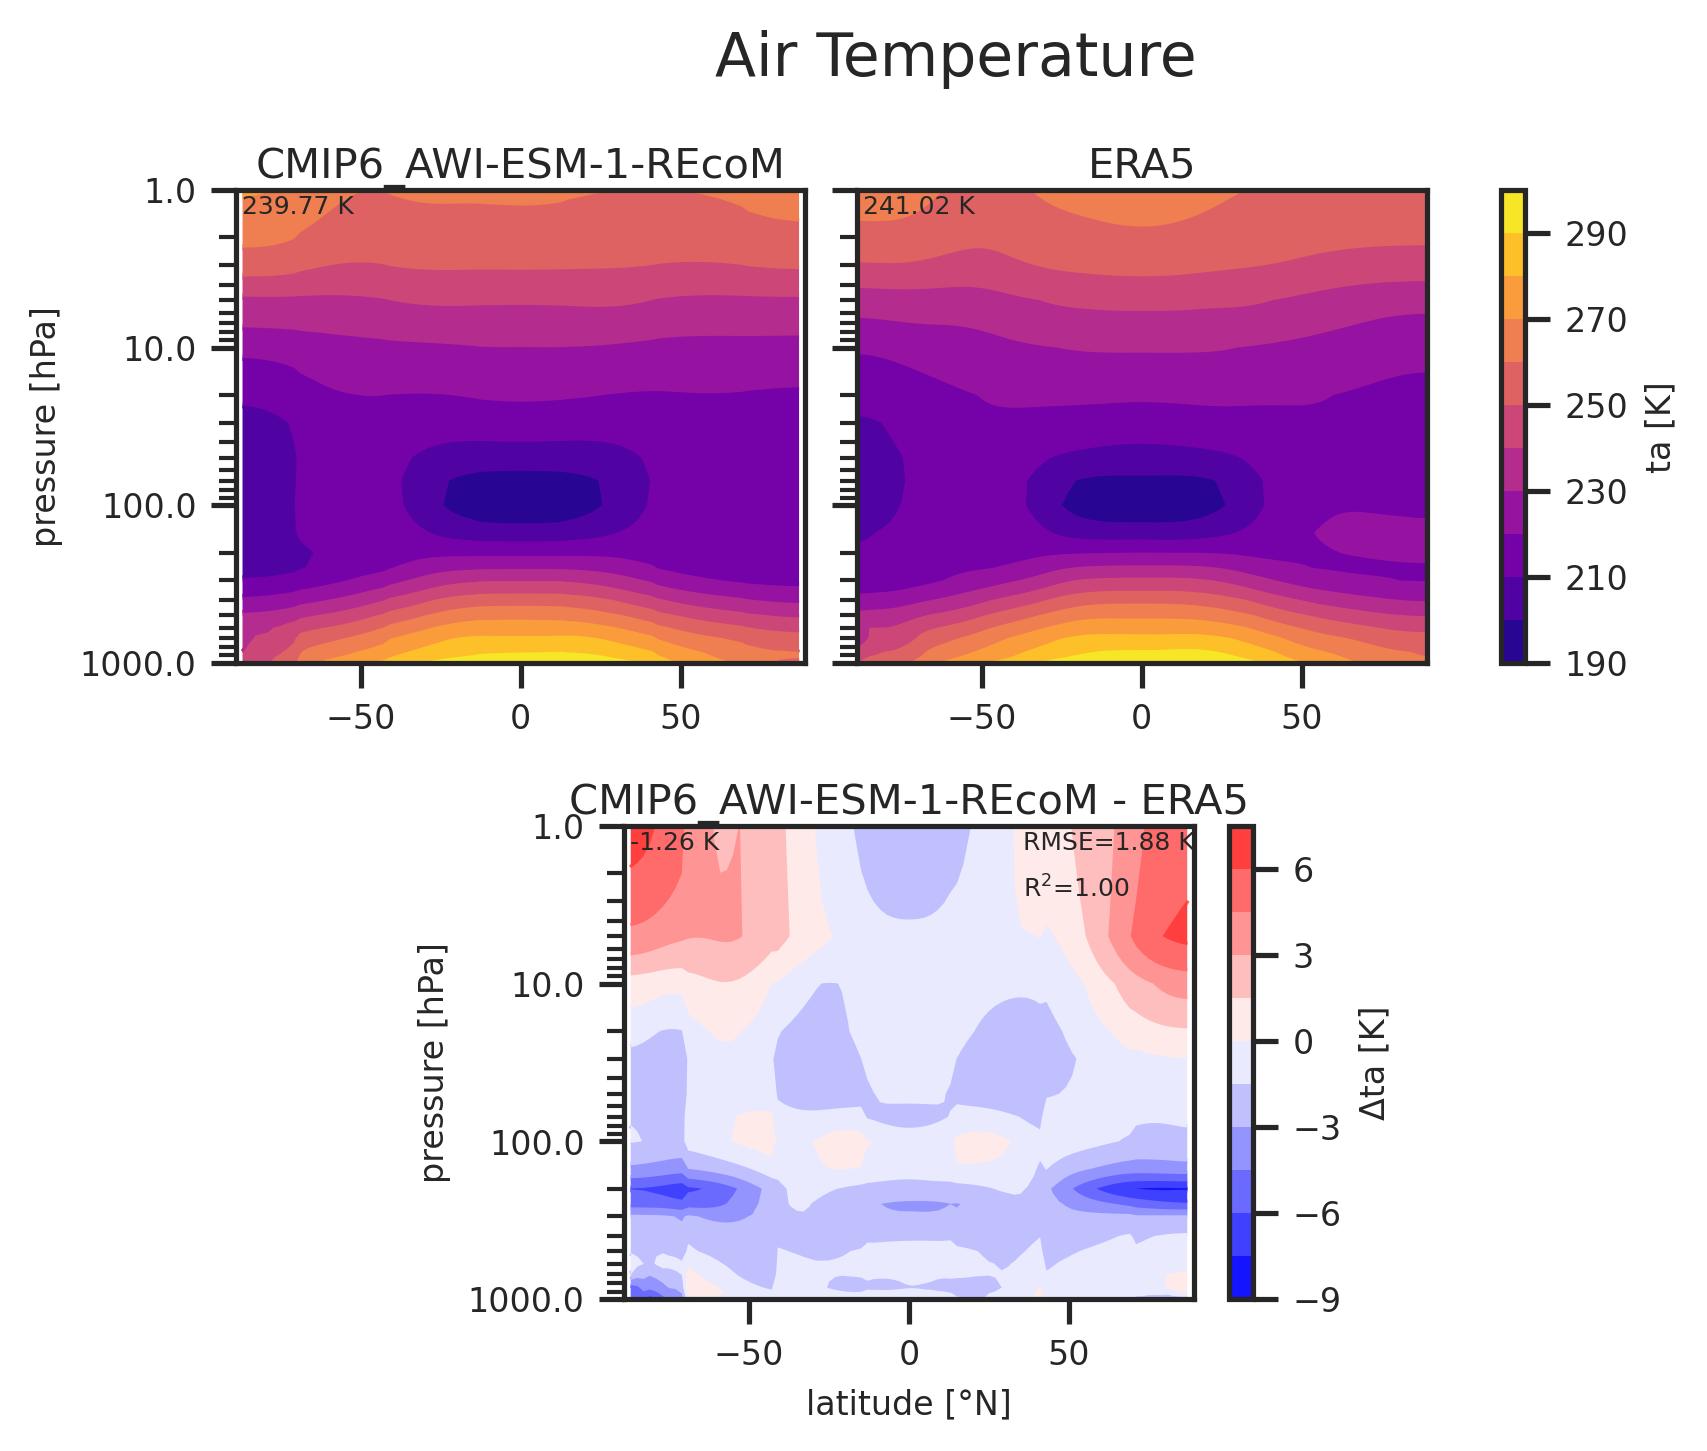 Air Temperature
CMIP6_AWI-ESM-1-REcoM
ERA5
239.77 K
241.02 K
1.0
10.0
100.0
1000.0
pressure [hPa]
−50
0
50
−50
0
50
290
270
250
230
210
190
ta [K]
CMIP6_AWI-ESM-1-REcoM - ERA5
-1.26 K
RMSE=1.88 K
R²=1.00
1.0
10.0
100.0
1000.0
pressure [hPa]
−50
0
50
latitude [°N]
6
3
0
−3
−6
−9
Δta [K]